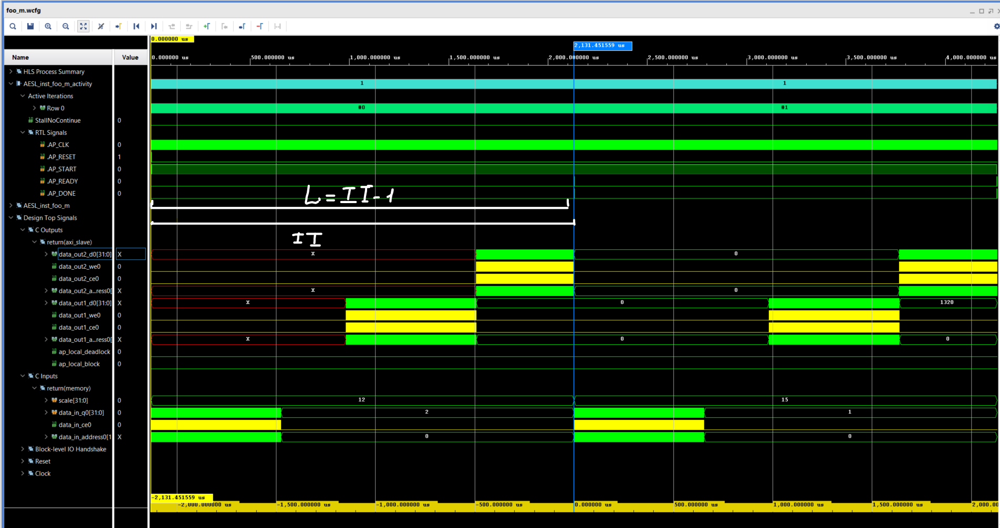 foo_m.wcfg
0.000000 us
2,131.451559 us
Name Value
0.000000 us 500.000000 us 1,000.000000 us 1,500.000000 us 2,000.000000 us 2,500.000000 us 3,000.000000 us 3,500.000000 us 4,000.000000 us
HLS Process Summary
AESL_inst_foo_m_activity 1 1
Active Iterations
Row 0 #0 #1
StallNoContinue 0
RTL Signals
.AP_CLK 0
.AP_RESET 1
.AP_START 0
.AP_READY 0
.AP_DONE 0
L=II-1
AESL_inst_foo_m
Design Top Signals
C Outputs
II
return(axi_slave)
data_out2_d0[31:0] X X 0
data_out2_we0 0
data_out2_ce0 0
data_out2_a...ress0[ X X 0
data_out1_d0[31:0] X X 0 1320
data_out1_we0 0
data_out1_ce0 0
data_out1_a...ress0[ X X 0 0
ap_local_deadlock 0
ap_local_block 0
C Inputs
return(memory)
scale[31:0] 0 12 15
data_in_q0[31:0] 0 2 1
data_in_ce0 0
data_in_address0[1 X 0 0
Block-level IO Handshake
Reset
Clock
-2,131.451559 us
-2,000.000000 us -1,500.000000 us -1,000.000000 us -500.000000 us 0.000000 us 500.000000 us 1,000.000000 us 1,500.000000 us 2,000.00